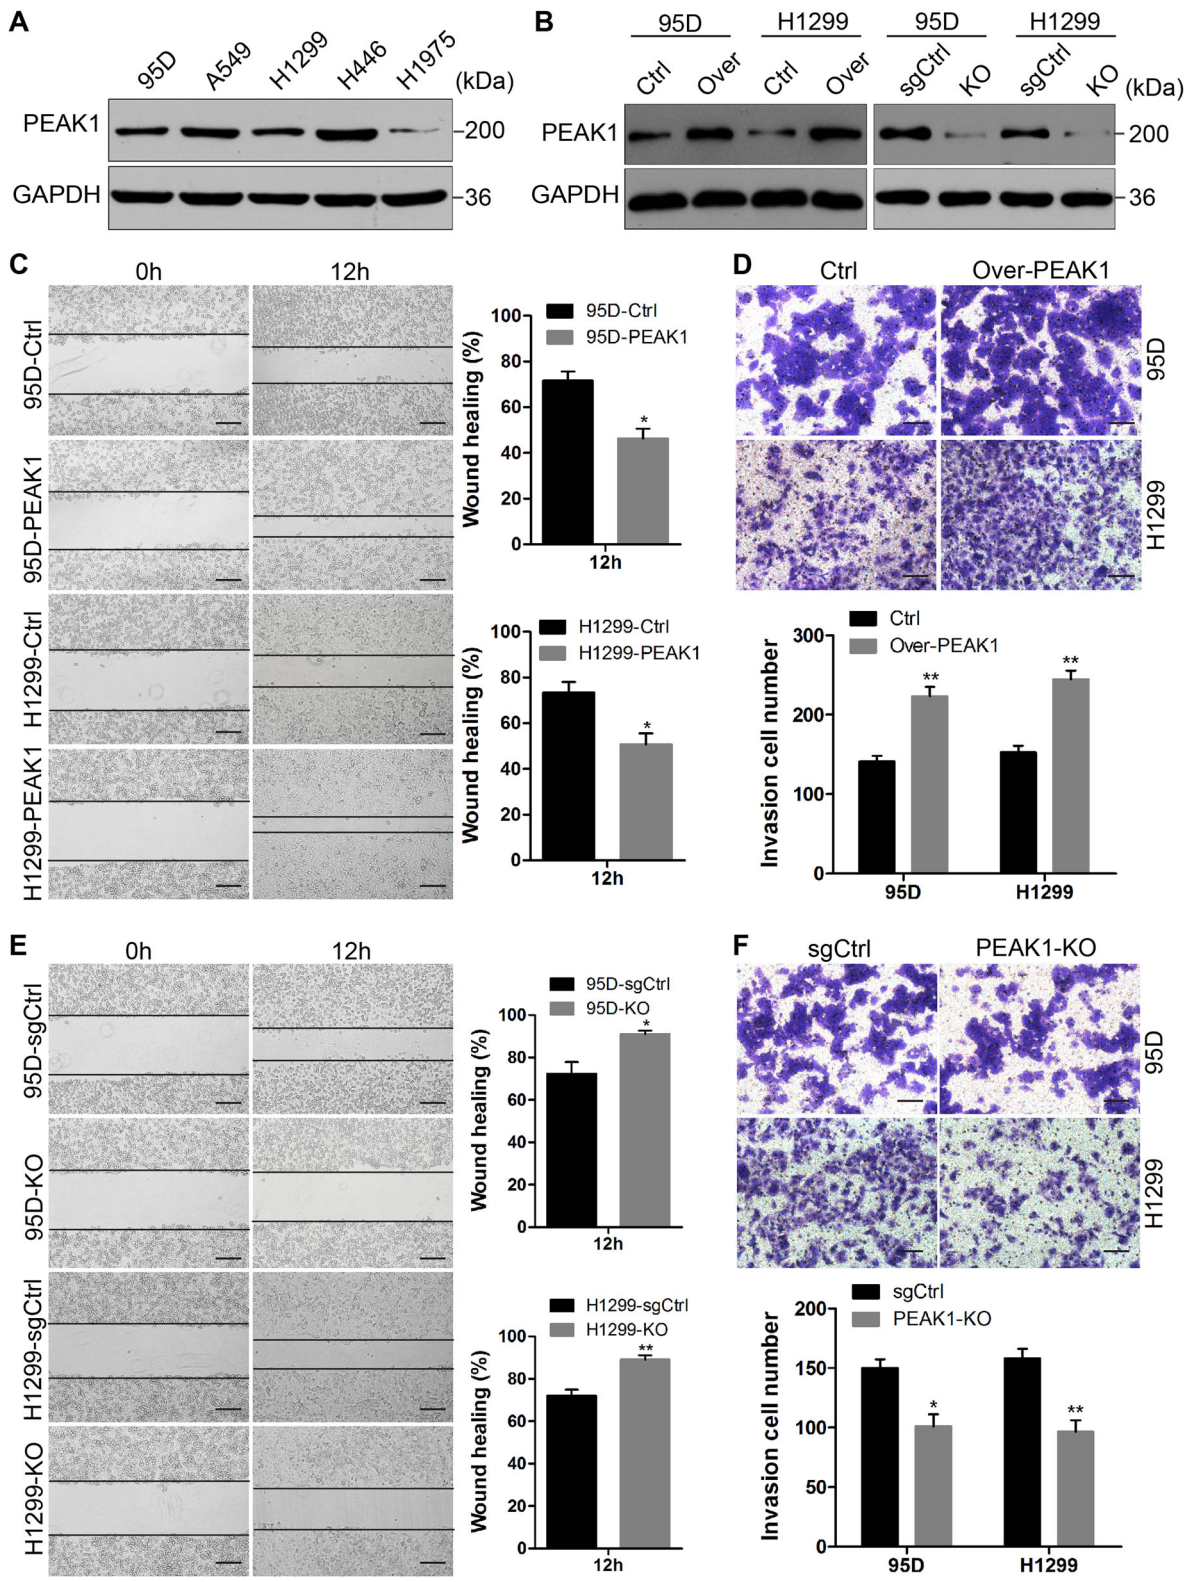 A
95D
A549
H1299
H446
H1975
(kDa)
PEAK1
200
GAPDH
36
B
95D
H1299
95D
H1299
Ctrl
Over
Ctrl
Over
sgCtrl
KO
sgCtrl
KO
(kDa)
PEAK1
200
GAPDH
36
C
0h
12h
95D-Ctrl
95D-PEAK1
H1299-Ctrl
H1299-PEAK1
95D-Ctrl
95D-PEAK1
Wound healing (%)
100
80
60
40
20
0
*
12h
H1299-Ctrl
H1299-PEAK1
Wound healing (%)
100
80
60
40
20
0
*
12h
D
Ctrl
Over-PEAK1
95D
H1299
Ctrl
Over-PEAK1
Invasion cell number
300
200
100
0
**
**
95D
H1299
E
0h
12h
95D-sgCtrl
95D-KO
H1299-sgCtrl
H1299-KO
95D-sgCtrl
95D-KO
Wound healing (%)
100
80
60
40
20
0
*
12h
H1299-sgCtrl
H1299-KO
Wound healing (%)
100
80
60
40
20
0
**
12h
F
sgCtrl
PEAK1-KO
95D
H1299
sgCtrl
PEAK1-KO
Invasion cell number
200
150
100
50
0
*
**
95D
H1299